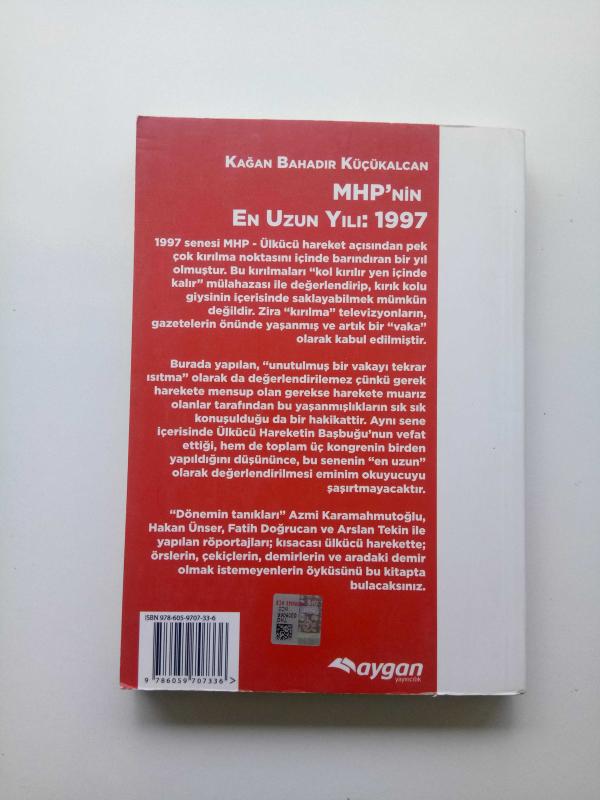 KAĞAN BAHADIR KÜÇÜKALCAN
MHP'NİN
EN UZUN YILI: 1997
1997 senesi MHP - Ülkücü hareket açısından pek
çok kırılma noktasını içinde barındıran bir yıl
olmuştur. Bu kırılmaları "kol kırılır yen içinde
kalır" mülahazası ile değerlendirip, kırık kolu
giysinin içerisinde saklayabilmek mümkün
değildir. Zira "kırılma" televizyonların,
gazetelerin önünde yaşanmış ve artık bir "vaka"
olarak kabul edilmiştir.
Burada yapılan, "unutulmuş bir vakayı tekrar
ısıtma" olarak da değerlendirilemez çünkü gerek
harekete mensup olan gerekse harekete muarız
olanlar tarafından bu yaşanmışlıkların sık sık
konuşulduğu da bir hakikattir. Aynı sene
içerisinde Ülkücü Hareketin Başbuğu'nun vefat
ettiği, hem de toplam üç kongrenin birden
yapıldığını düşününce, bu senenin "en uzun"
olarak değerlendirilmesi eminim okuyucuyu
şaşırtmayacaktır.
"Dönemin tanıkları" Azmi Karamahmutoğlu,
Hakan Ünser, Fatih Doğrucan ve Arslan Tekin ile
yapılan röportajları; kısacası ülkücü harekette;
örslerin, çekiçlerin, demirlerin ve aradaki demir
olmak istemeyenlerin öyküsünü bu kitapta
bulacaksınız.
ISBN 978-605-9707-33-6
9 786059 707336 >
aygan
yayıncılık